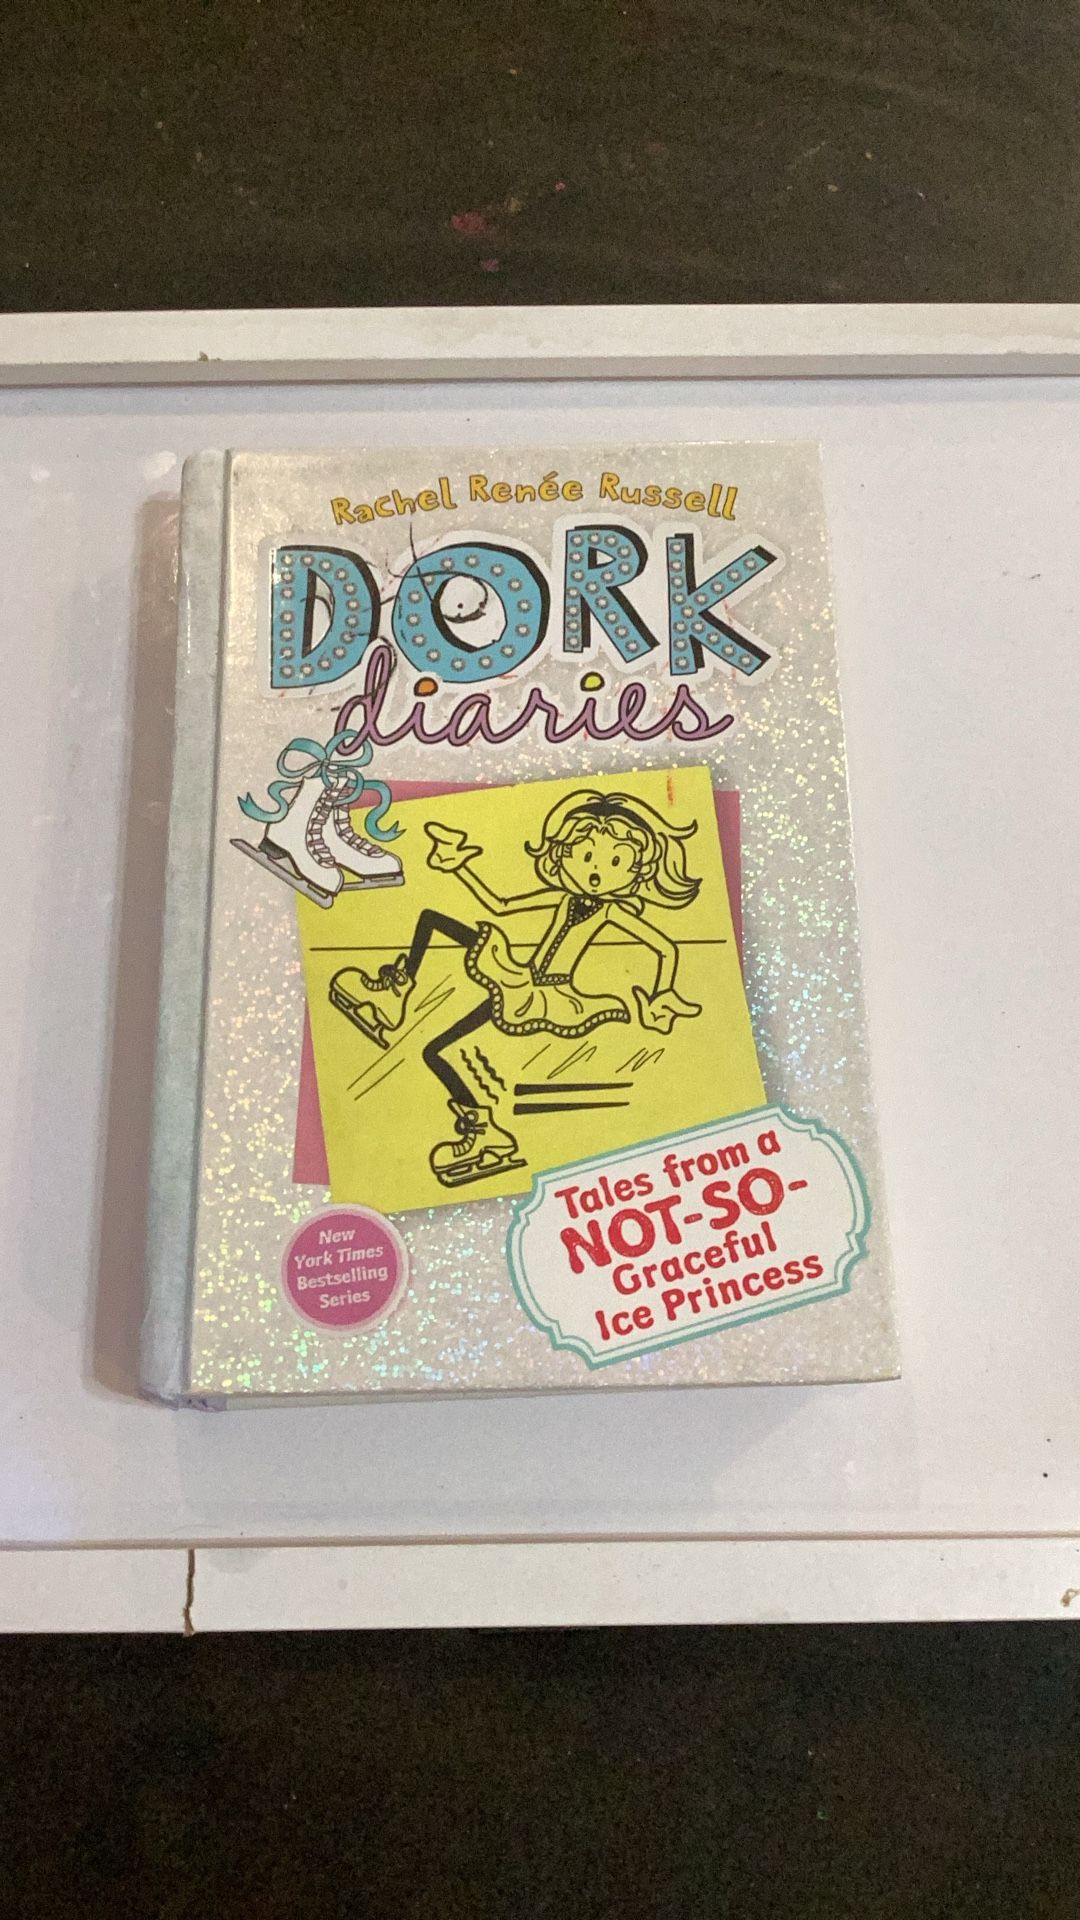 Rachel Renée Russell
DORK
diaries
Tales from a
NOT-SO-
Graceful
Ice Princess
New
York Times
Bestselling
Series